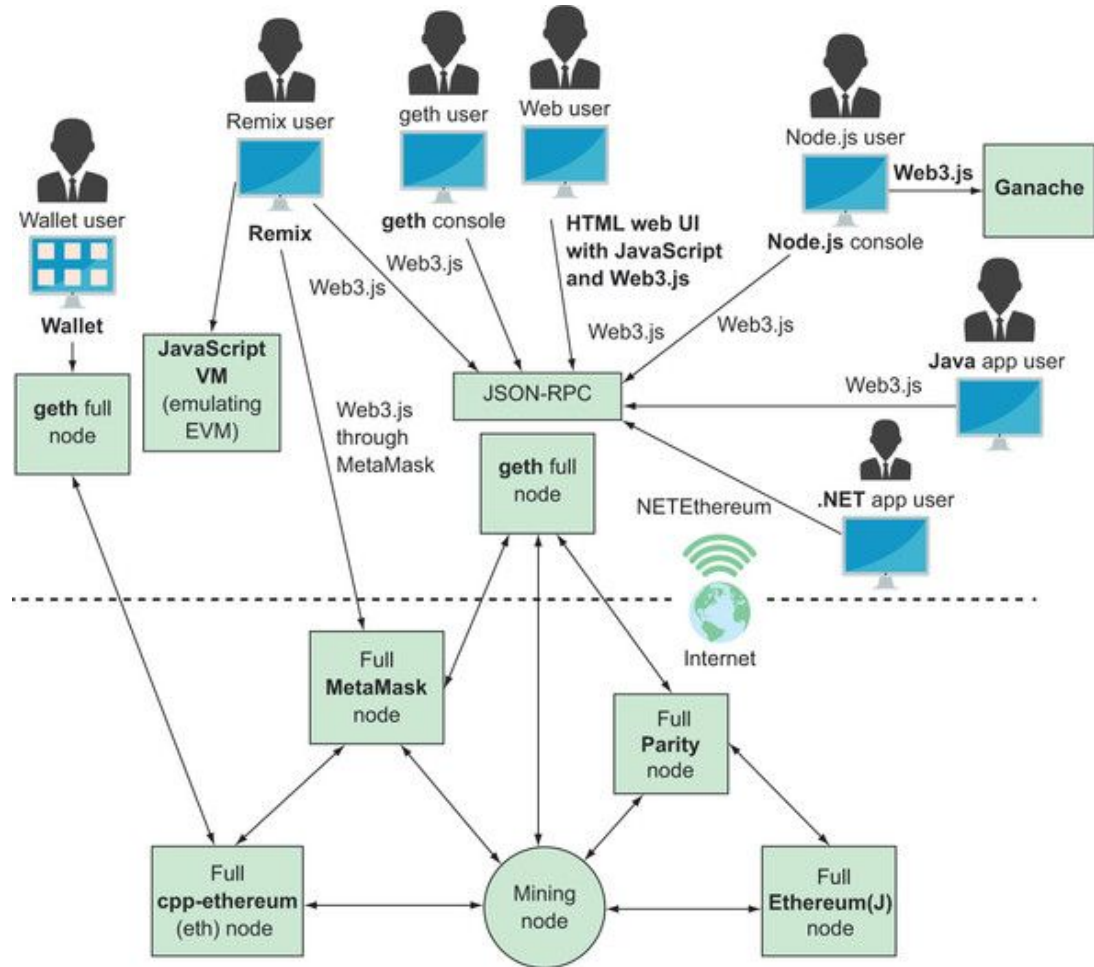 Remix user
geth user
Web user
Node.js user
Web3.js
Ganache
Wallet user
Remix
geth console
HTML web UI
with JavaScript
and Web3.js
Node.js console
Web3.js
Web3.js
Web3.js
Web3.js
Wallet
JavaScript
VM
(emulating
EVM)
geth full
node
Java app user
Web3.js
JSON-RPC
Web3.js
through
MetaMask
geth full
node
.NET app user
NETEthereum
Internet
Full
MetaMask
node
Full
Parity
node
Full
cpp-ethereum
(eth) node
Mining
node
Full
Ethereum(J)
node